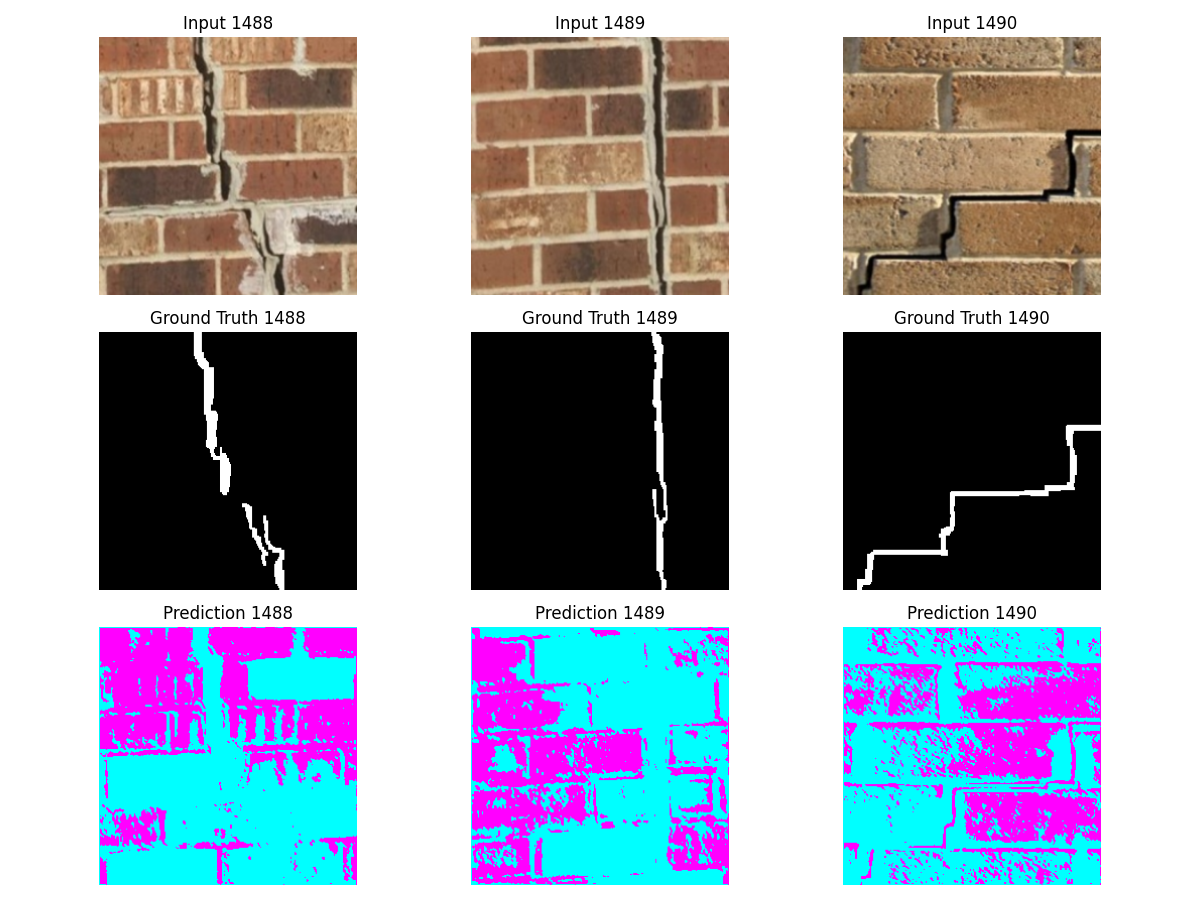 Input 1488
Input 1489
Input 1490
Ground Truth 1488
Ground Truth 1489
Ground Truth 1490
Prediction 1488
Prediction 1489
Prediction 1490